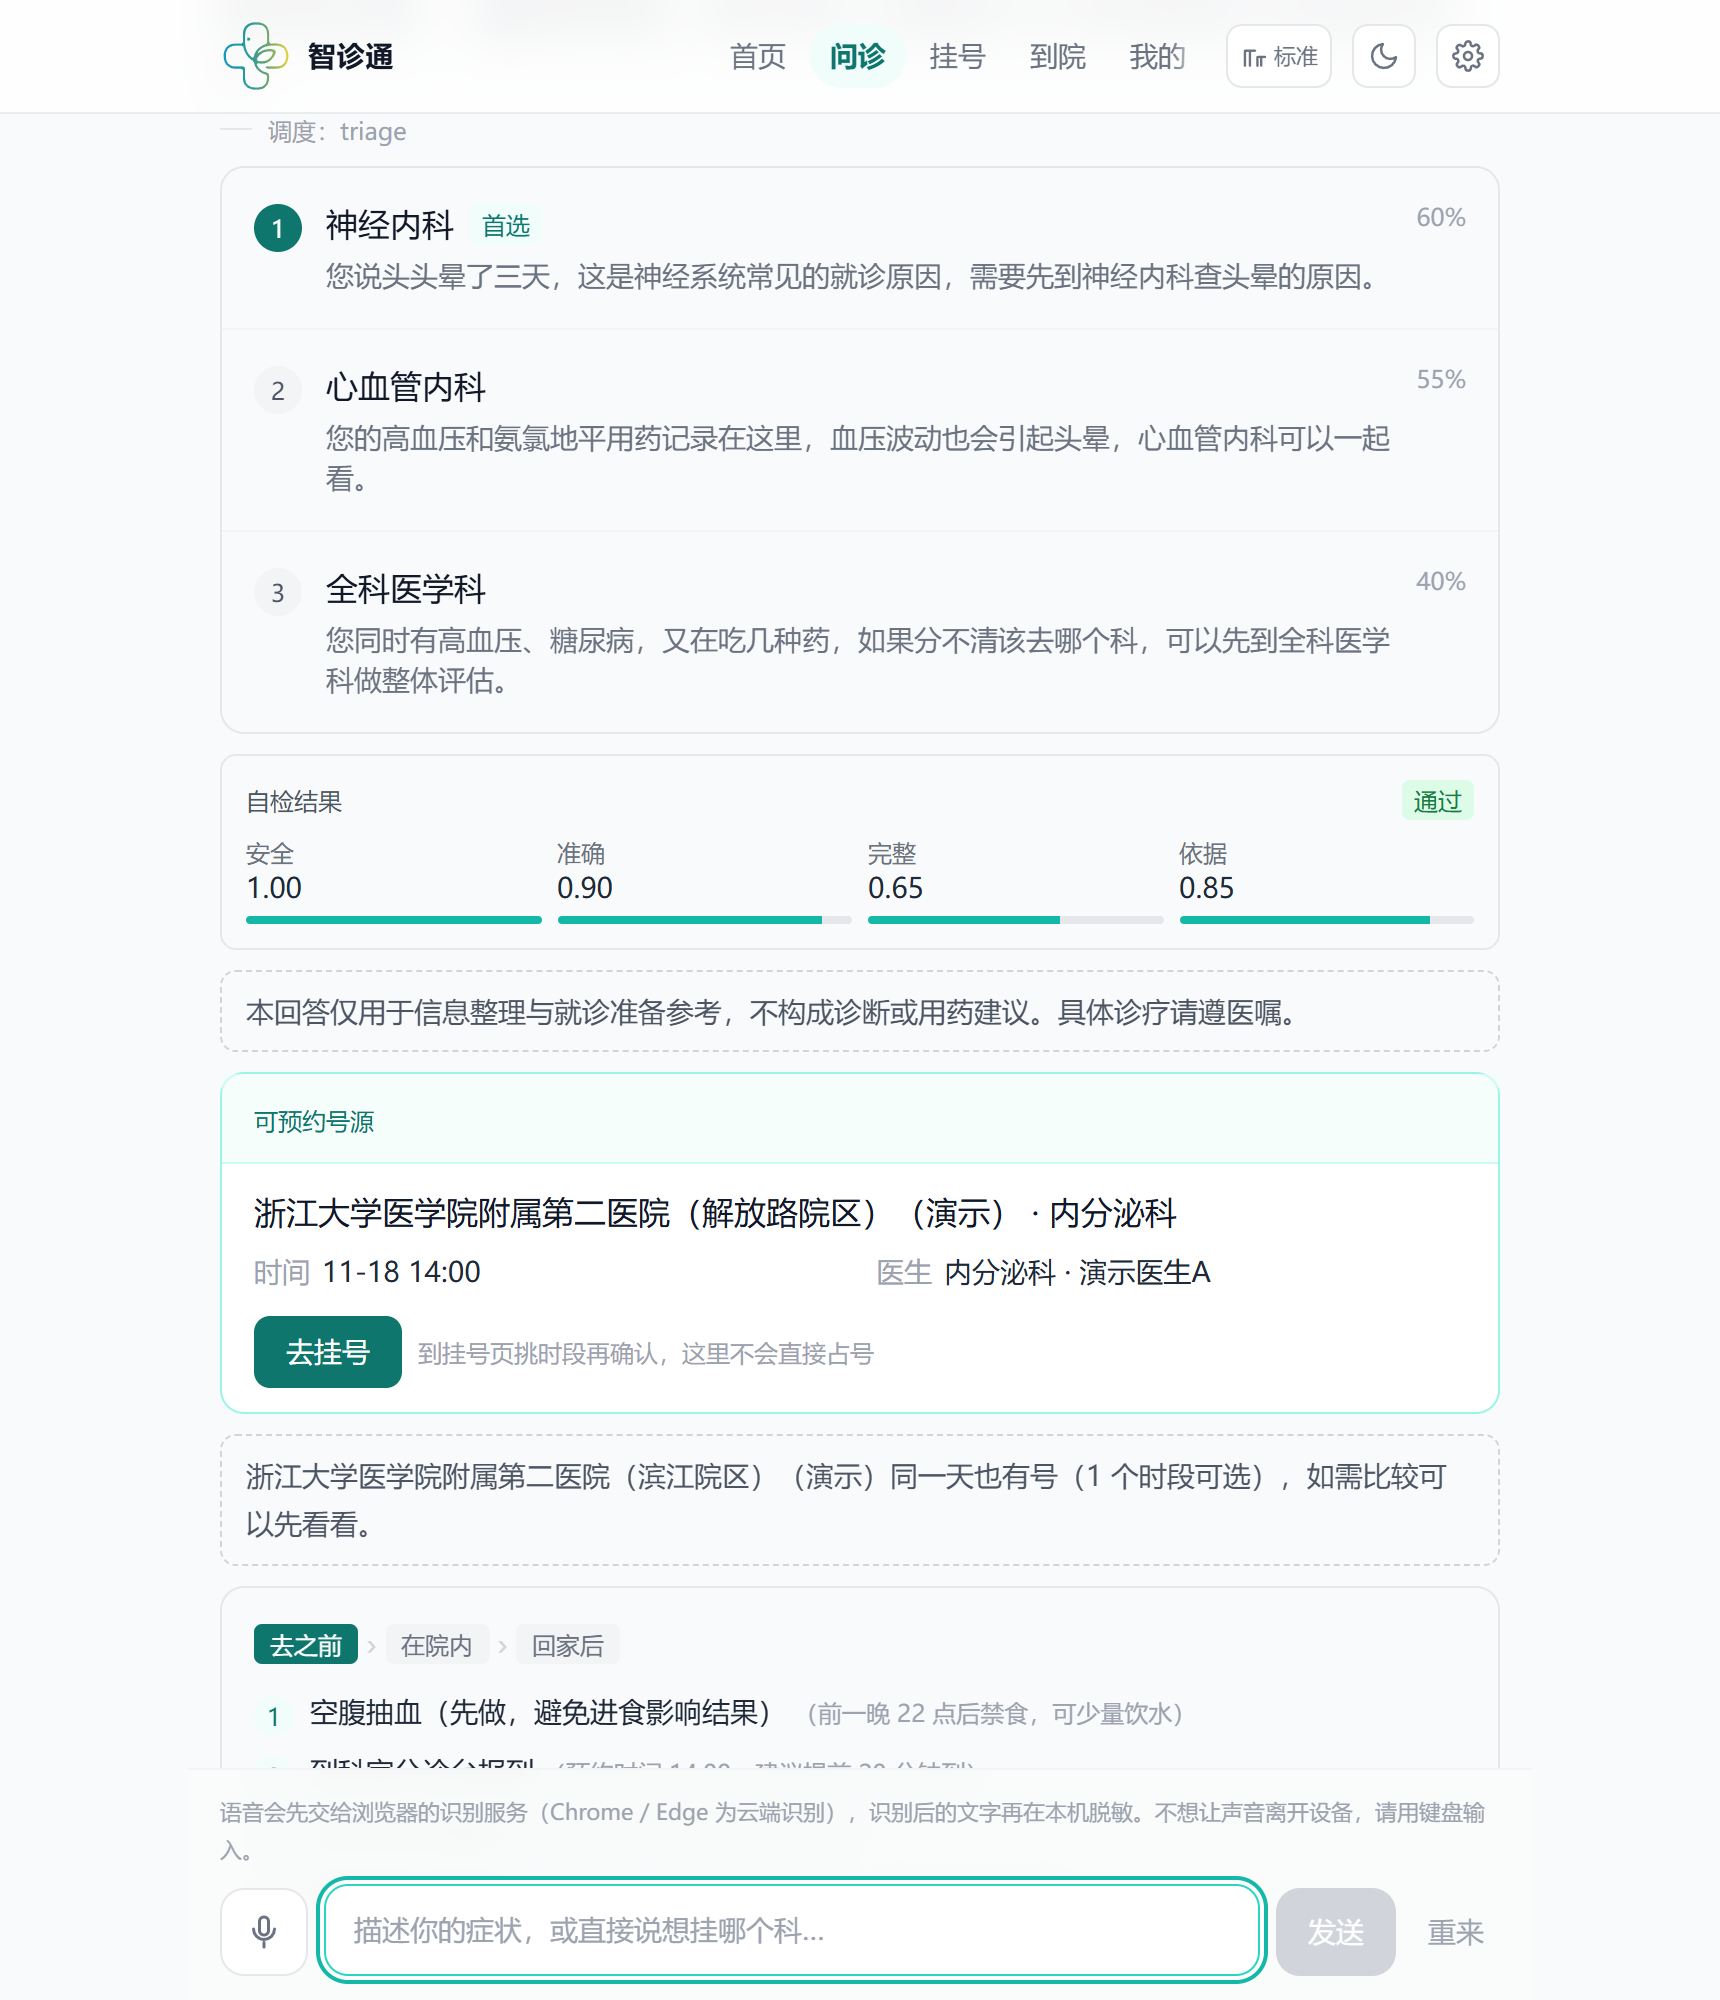 智诊通
首页 问诊 挂号 到院 我的 标准
调度：triage
1 神经内科 首选 60%
您说头头晕了三天，这是神经系统常见的就诊原因，需要先到神经内科查头晕的原因。
2 心血管内科 55%
您的高血压和氨氯地平用药记录在这里，血压波动也会引起头晕，心血管内科可以一起
看。
3 全科医学科 40%
您同时有高血压、糖尿病，又在吃几种药，如果分不清该去哪个科，可以先到全科医学
科做整体评估。
自检结果 通过
安全 准确 完整 依据
1.00 0.90 0.65 0.85
本回答仅用于信息整理与就诊准备参考，不构成诊断或用药建议。具体诊疗请遵医嘱。
可预约号源
浙江大学医学院附属第二医院（解放路院区）（演示） · 内分泌科
时间 11-18 14:00 医生 内分泌科 · 演示医生A
去挂号 到挂号页挑时段再确认，这里不会直接占号
浙江大学医学院附属第二医院（滨江院区）（演示）同一天也有号（1 个时段可选），如需比较可
以先看看。
去之前 › 在院内 › 回家后
1 空腹抽血（先做，避免进食影响结果）（前一晚 22 点后禁食，可少量饮水）
到科室分诊台报到（预约时间 14:00，建议提前 20 分钟到）
语音会先交给浏览器的识别服务（Chrome / Edge 为云端识别），识别后的文字再在本机脱敏。不想让声音离开设备，请用键盘输
入。
描述你的症状，或直接说想挂哪个科... 发送 重来